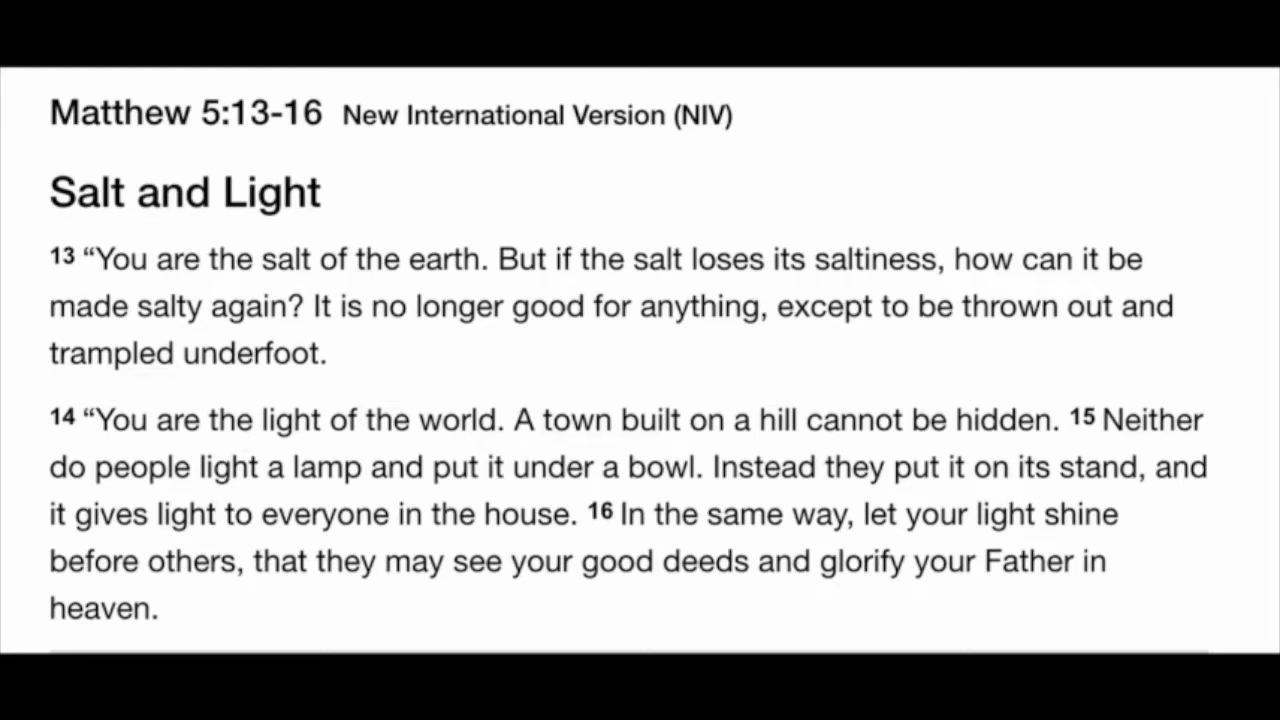 Matthew 5:13-16 New International Version (NIV)
Salt and Light
13 “You are the salt of the earth. But if the salt loses its saltiness, how can it be
made salty again? It is no longer good for anything, except to be thrown out and
trampled underfoot.
14 “You are the light of the world. A town built on a hill cannot be hidden. 15 Neither
do people light a lamp and put it under a bowl. Instead they put it on its stand, and
it gives light to everyone in the house. 16 In the same way, let your light shine
before others, that they may see your good deeds and glorify your Father in
heaven.